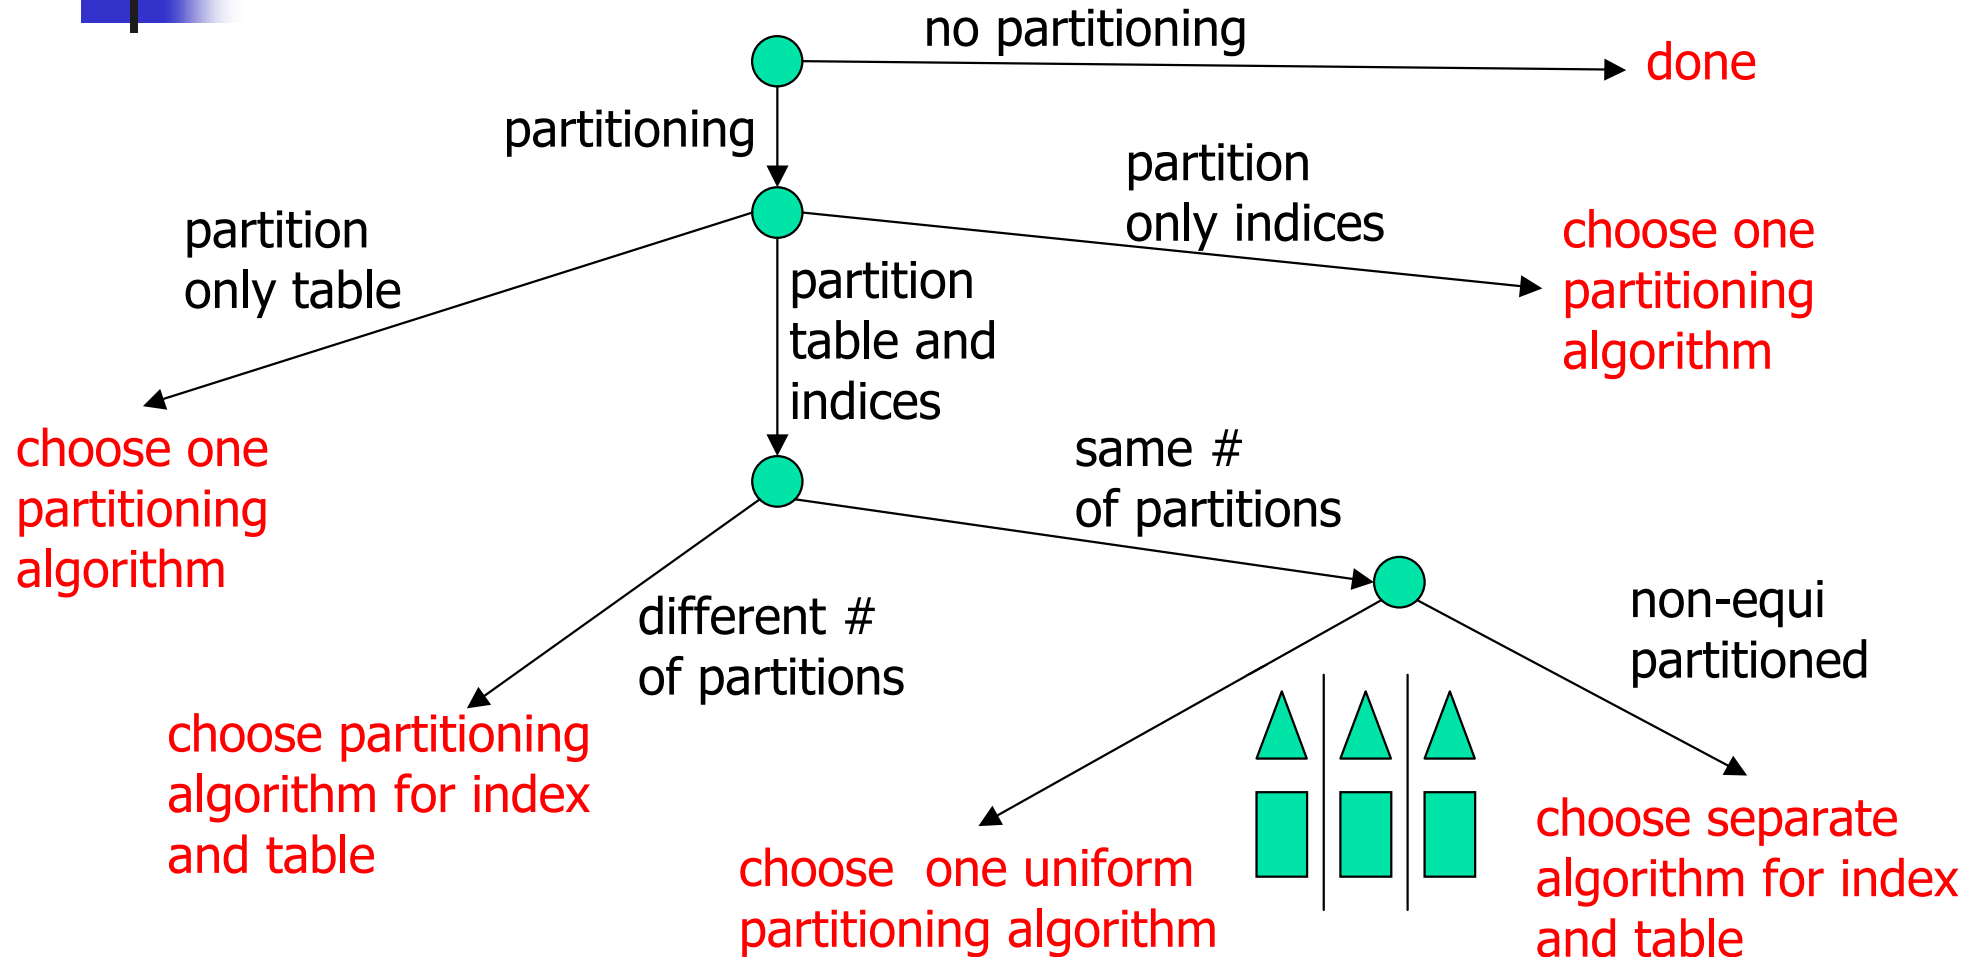 no partitioning
done
partitioning
partition
only indices
partition
only table
choose one
partitioning
algorithm
partition
table and
indices
choose one
partitioning
algorithm
same #
of partitions
different #
of partitions
non-equi
partitioned
choose partitioning
algorithm for index
and table
choose  one uniform
partitioning algorithm
choose separate
algorithm for index
and table